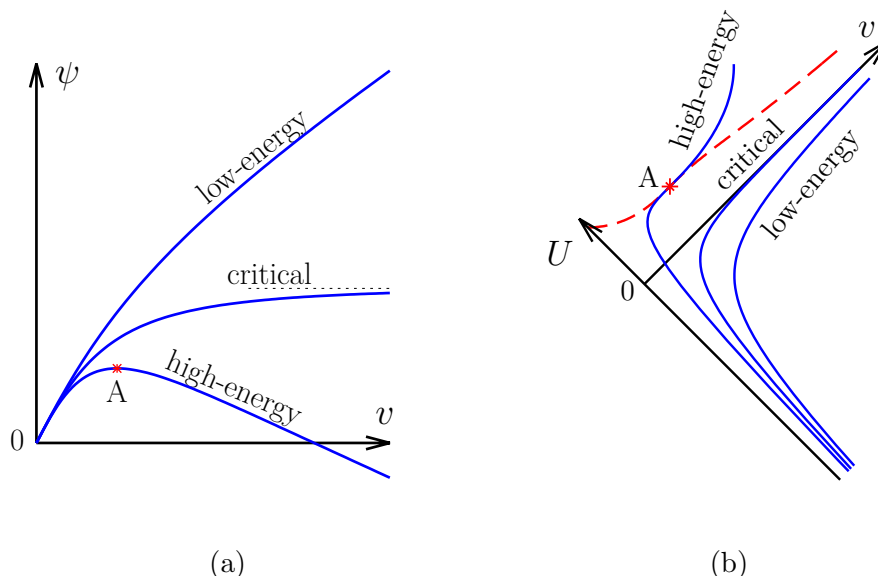 ψ
low-energy
critical
high-energy
A
v
0
(a)
v
high-energy
critical
low-energy
A
U
0
(b)